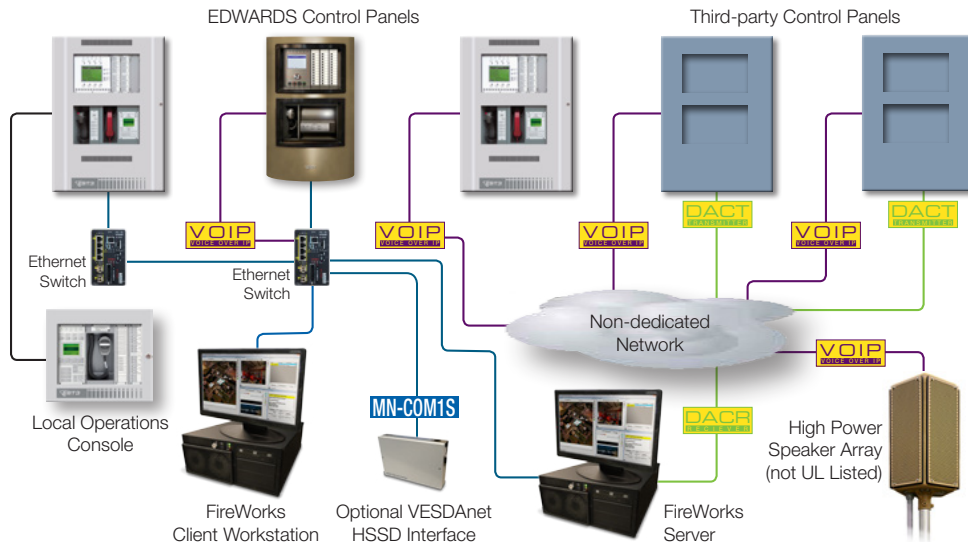 EDWARDS Control Panels
Third-party Control Panels
VOIP
VOICE OVER IP
VOIP
VOICE OVER IP
VOIP
VOICE OVER IP
DACT
TRANSMITTER
VOIP
VOICE OVER IP
DACT
TRANSMITTER
Ethernet
Switch
Ethernet
Switch
Non-dedicated
Network
VOIP
VOICE OVER IP
MN-COM1S
DACR
RECIEVER
Local Operations
Console
High Power
Speaker Array
(not UL Listed)
FireWorks
Client Workstation
Optional VESDAnet
HSSD Interface
FireWorks
Server